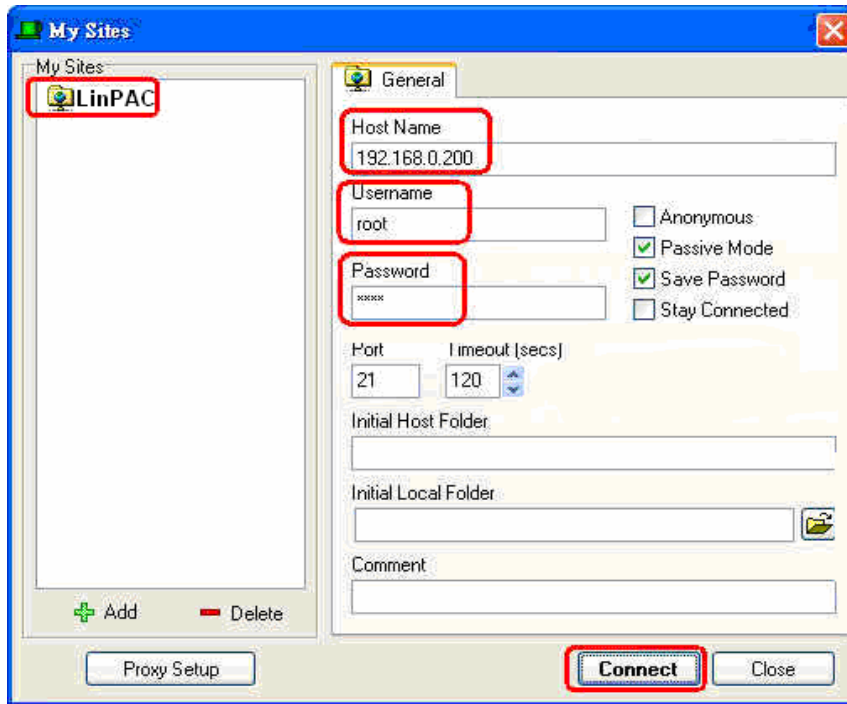 My Sites
My Sites
LinPAC
General
Host Name
192.168.0.200
Username
root
Anonymous
Passive Mode
Password
****
Save Password
Stay Connected
Port
Timeout (secs)
21
120
Initial Host Folder
Initial Local Folder
Comment
Add
Delete
Proxy Setup
Connect
Close